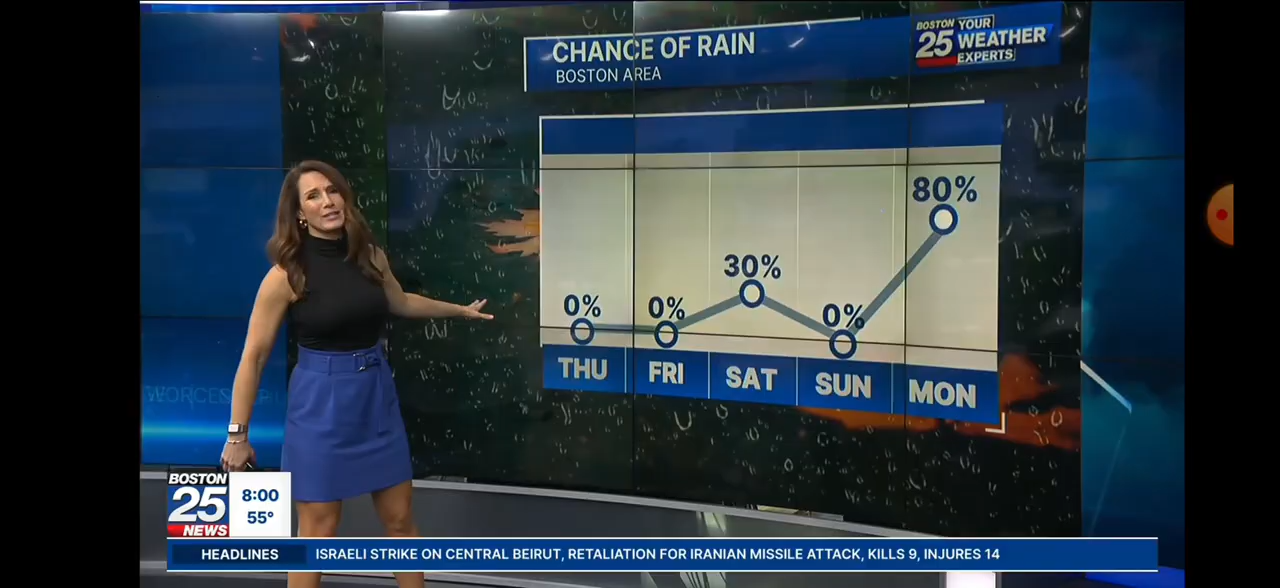 CHANCE OF RAIN
BOSTON AREA
BOSTON
25
YOUR
WEATHER
EXPERTS
0%
0%
30%
0%
80%
THU
FRI
SAT
SUN
MON
BOSTON
25
NEWS
8:00
55°
HEADLINES
ISRAELI STRIKE ON CENTRAL BEIRUT, RETALIATION FOR IRANIAN MISSILE ATTACK, KILLS 9, INJURES 14